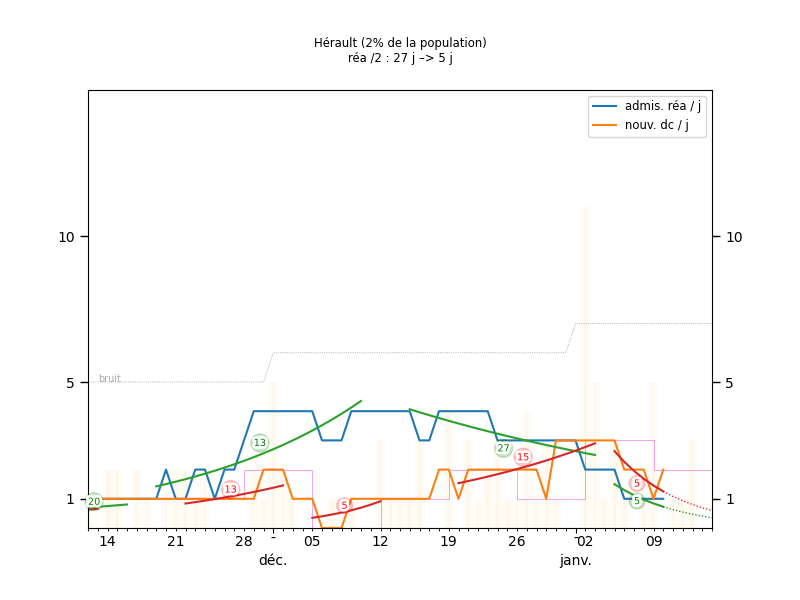 Hérault (2% de la population)
réa /2 : 27 j –> 5 j
admis. réa / j
nouv. dc / j
10 10
5 5
1 1
bruit
20
13
13
5
27
15
5
5
14 21 28 - 05 12 19 26 - 02 09
déc. janv.